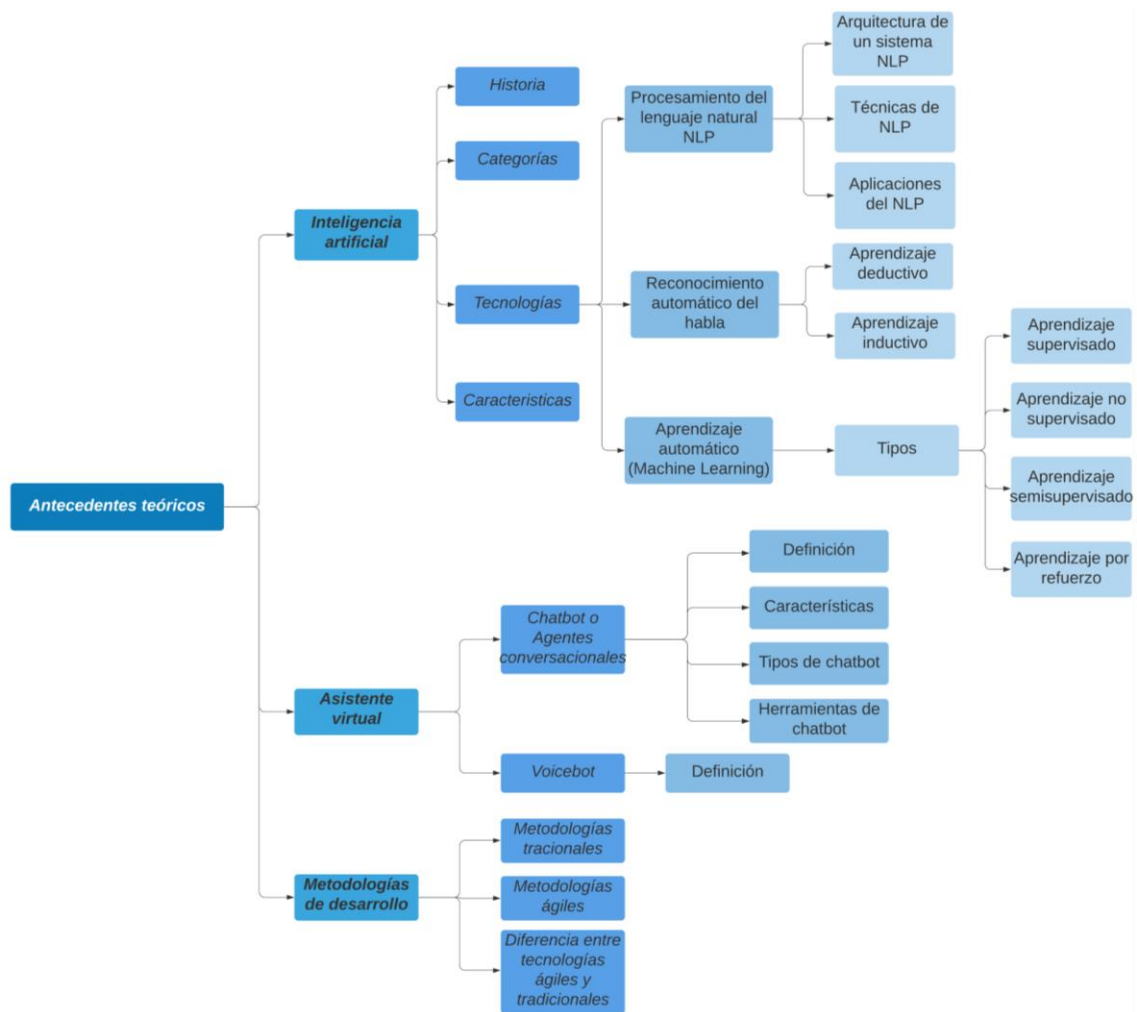 Antecedentes teóricos
Inteligencia
artificial
Historia
Categorías
Tecnologías
Caracteristicas
Procesamiento del
lenguaje natural
NLP
Arquitectura de
un sistema
NLP
Técnicas de
NLP
Aplicaciones
del NLP
Reconocimiento
automático del
habla
Aprendizaje
deductivo
Aprendizaje
inductivo
Aprendizaje
automático
(Machine Learning)
Tipos
Aprendizaje
supervisado
Aprendizaje no
supervisado
Aprendizaje
semisupervisado
Aprendizaje por
refuerzo
Asistente
virtual
Chatbot o
Agentes
conversacionales
Definición
Características
Tipos de chatbot
Herramientas de
chatbot
Voicebot
Definición
Metodologías
de desarrollo
Metodologías
tracionales
Metodologías
ágiles
Diferencia entre
tecnologías
ágiles y
tradicionales